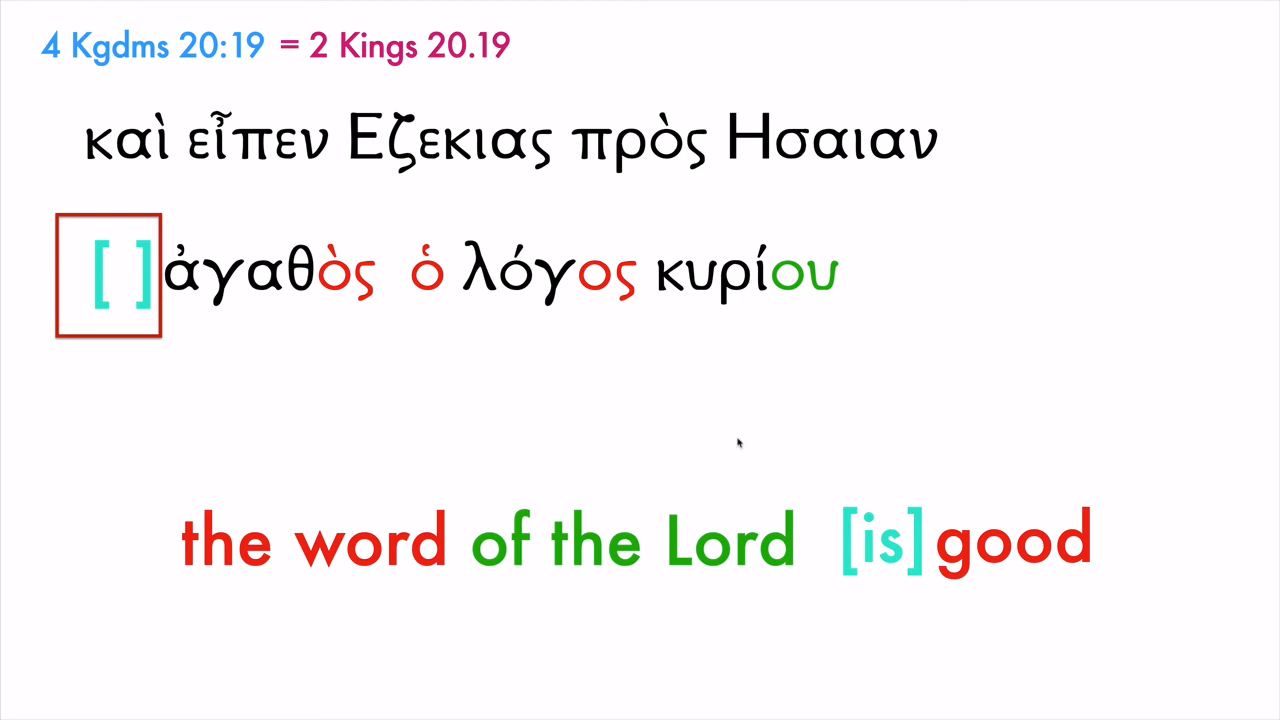 4 Kgdms 20:19 = 2 Kings 20.19
καὶ εἶπεν Εζεκιας πρὸς Ησαιαν
[ ] ἀγαθὸς ὁ λόγος κυρίου
the word of the Lord [is] good